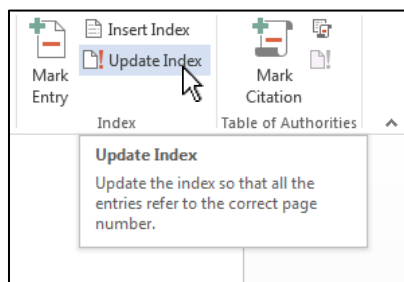 Insert Index
Update Index
Mark
Entry
Index
Mark
Citation
Table of Authorities
Update Index
Update the index so that all the
entries refer to the correct page
number.